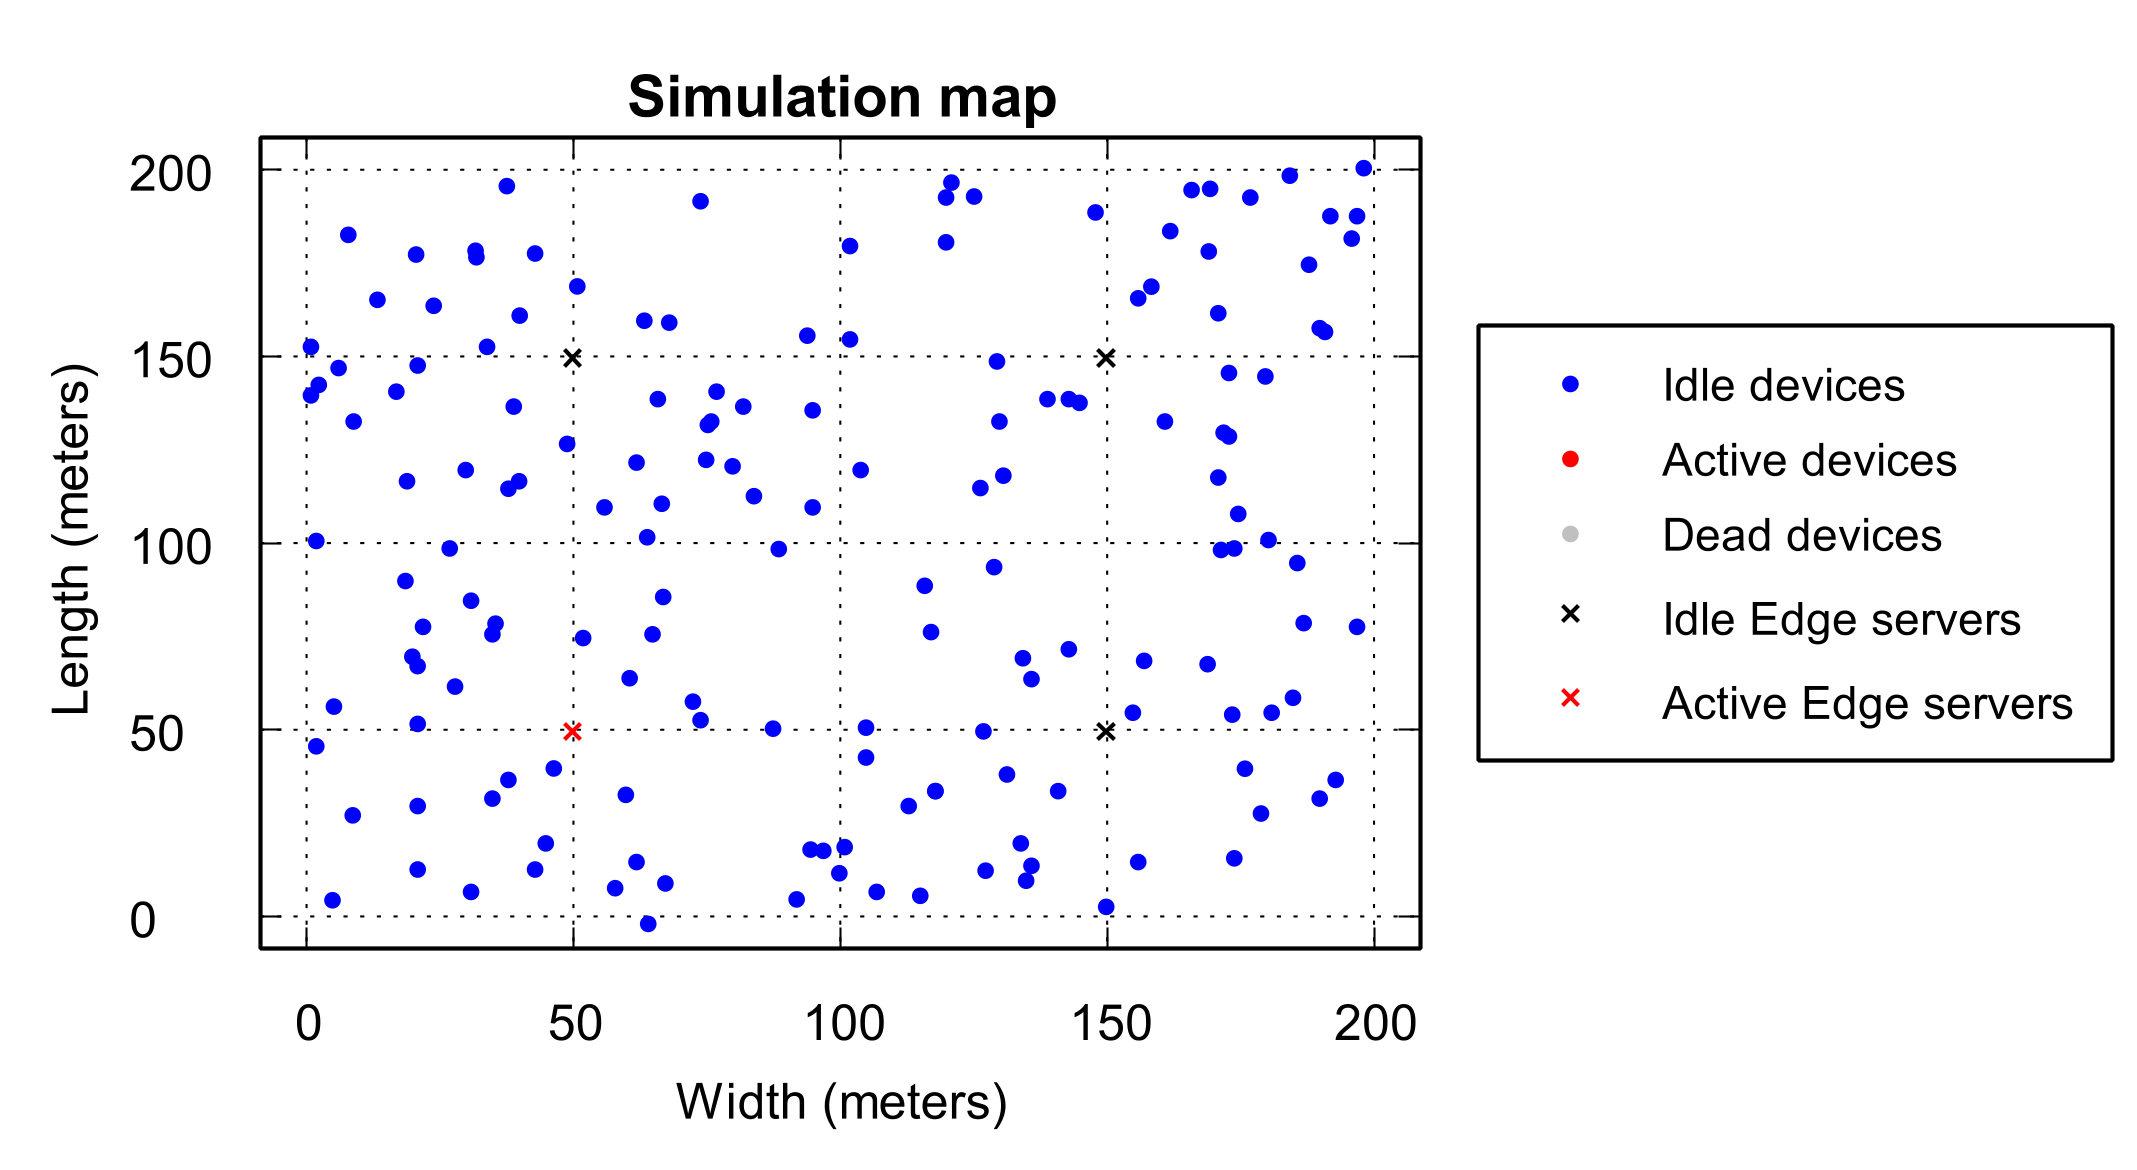 Simulation map
Length (meters)
200
150
100
50
0
0 50 100 150 200
Width (meters)
Idle devices
Active devices
Dead devices
Idle Edge servers
Active Edge servers